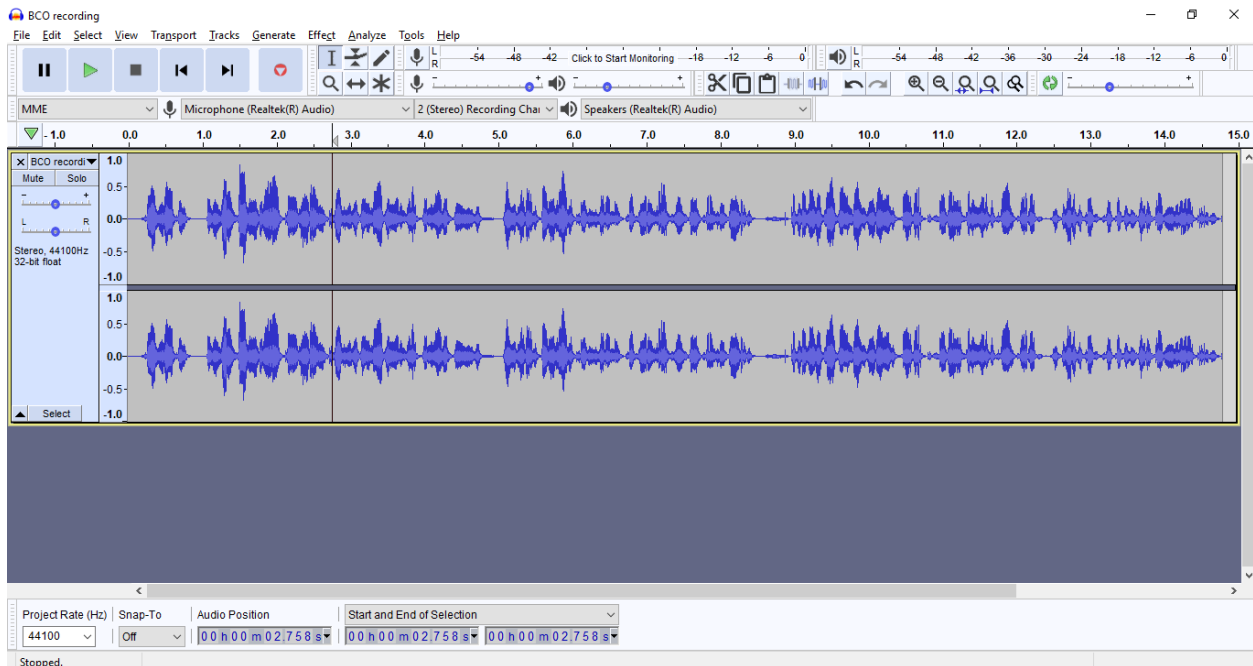 BCO recording
File Edit Select View Transport Tracks Generate Effect Analyze Tools Help
L R -54 -48 -42 Click to Start Monitoring -18 -12 -6 0 L R -54 -48 -42 -36 -30 -24 -18 -12 -6 0
- + - + - +
MME Microphone (Realtek(R) Audio) 2 (Stereo) Recording Chai Speakers (Realtek(R) Audio)
- 1.0 0.0 1.0 2.0 3.0 4.0 5.0 6.0 7.0 8.0 9.0 10.0 11.0 12.0 13.0 14.0 15.0
BCO recordi 1.0
Mute Solo 0.5
- +
L R 0.0
Stereo, 44100Hz -0.5
32-bit float
-1.0
1.0
0.5
0.0
-0.5
Select -1.0
Project Rate (Hz) Snap-To Audio Position Start and End of Selection
44100 Off 00 h 00 m 02.758 s 00 h 00 m 02.758 s 00 h 00 m 02.758 s
Stopped.